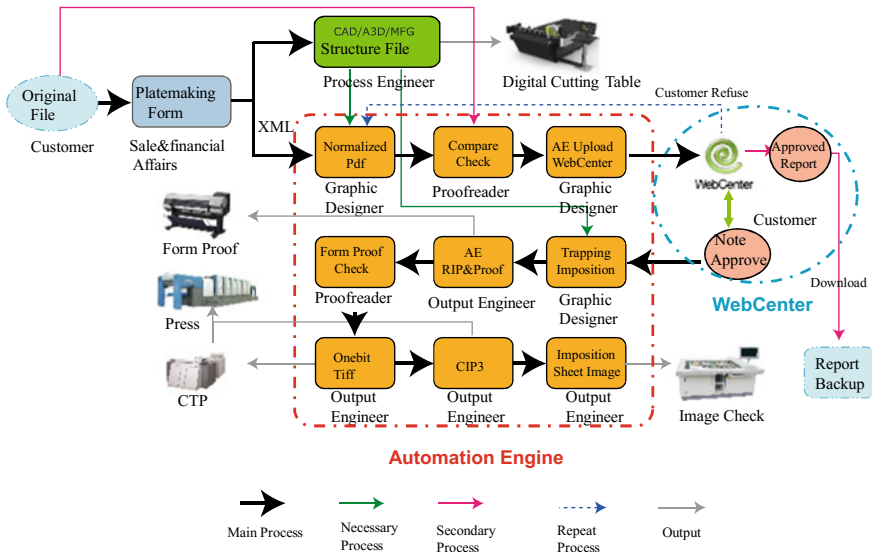 CAD/A3D/MFG
Structure File
Process Engineer
Digital Cutting Table
Original
File
Customer
Platemaking
Form
Sale&financial
Affairs
XML
Customer Refuse
Normalized
Pdf
Graphic
Designer
Compare
Check
Proofreader
AE Upload
WebCenter
Graphic
Designer
WebCenter
Approved
Report
Customer
Note
Approve
WebCenter
Download
Report
Backup
Form Proof
Form Proof
Check
Proofreader
AE
RIP&Proof
Output Engineer
Trapping
Imposition
Graphic
Designer
Press
CTP
Onebit
Tiff
Output
Engineer
CIP3
Output
Engineer
Imposition
Sheet Image
Output
Engineer
Image Check
Automation Engine
Main Process
Necessary
Process
Secondary
Process
Repeat
Process
Output